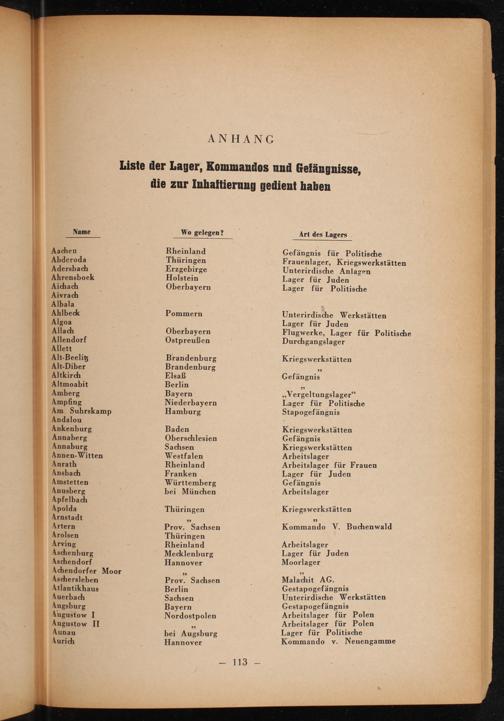 ANHANG
Liste der Lager, Kommandos und Gefängnisse,
die zur Inhaftierung gedient haben
Name Wo gelegen? Art des Lagers
Aachen Rheinland Gefängnis für Politische
Abderoda Thüringen Frauenlager, Kriegswerkstätten
Adersbach Erzgebirge Unterirdische Anlagen
Ahrensboek Holstein Lager für Juden
Aichach Oberbayern Lager für Politische
Aivrach
Albala
Ahlbeck Pommern Unterirdische Werkstätten
Algoa Lager für Juden
Allach Oberbayern Flugwerke, Lager für Politische
Allendorf Ostpreußen Durchgangslager
Allett
Alt-Beelitz Brandenburg Kriegswerkstätten
Alt-Diber Brandenburg „
Altkirch Elsaß Gefängnis
Altmoabit Berlin „
Amberg Bayern „Vergeltungslager"
Ampfing Niederbayern Lager für Politische
Am Suhrskamp Hamburg Stapogefängnis
Andalou
Ankenburg Baden Kriegswerkstätten
Annaberg Oberschlesien Gefängnis
Annaburg Sachsen Kriegswerkstätten
Annen-Witten Westfalen Arbeitslager
Anrath Rheinland Arbeitslager für Frauen
Ansbach Franken Lager für Juden
Amstetten Württemberg Gefängnis
Anusberg bei München Arbeitslager
Apfelbach
Apolda Thüringen Kriegswerkstätten
Arnstadt „ „
Artern Prov. Sachsen Kommando V. Buchenwald
Arolsen Thüringen
Arving Rheinland Arbeitslager
Aschenburg Mecklenburg Lager für Juden
Aschendorf Hannover Moorlager
Achendorfer Moor „ „
Aschersleben Prov. Sachsen Malachit AG.
Atlantikhaus Berlin Gestapogefängnis
Auerbach Sachsen Unterirdische Werkstätten
Augsburg Bayern Gestapogefängnis
Augustow I Nordostpolen Arbeitslager für Polen
Augustow II „ Arbeitslager für Polen
Aunau bei Augsburg Lager für Politische
Aurich Hannover Kommando v. Neuengamme
— 113 —